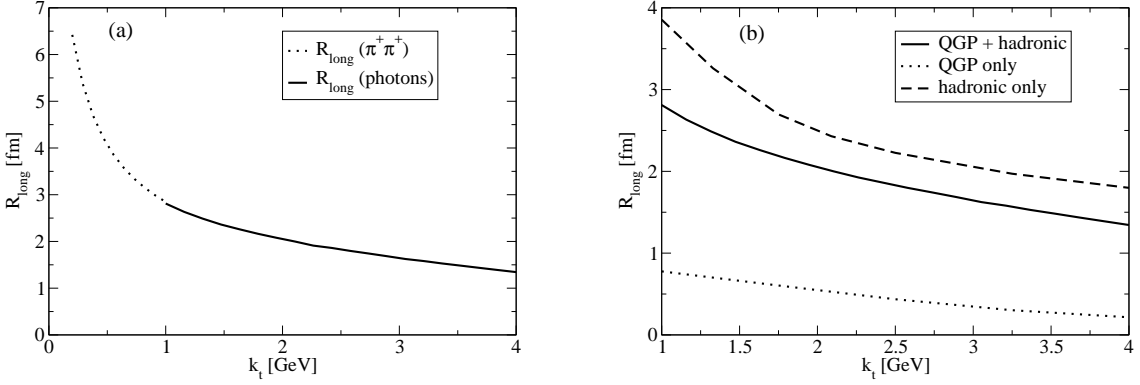 7
6
5
4
3
2
1
0
R_long [fm]
(a)
R_long (π⁺π⁺)
R_long (photons)
0 1 2 3 4
k_t [GeV]
4
3
2
1
0
R_long [fm]
(b)
QGP + hadronic
QGP only
hadronic only
1 1.5 2 2.5 3 3.5 4
k_t [GeV]